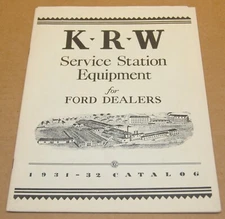 K·R·W
Service Station
Equipment
for
FORD DEALERS
1931-32 CATALOG